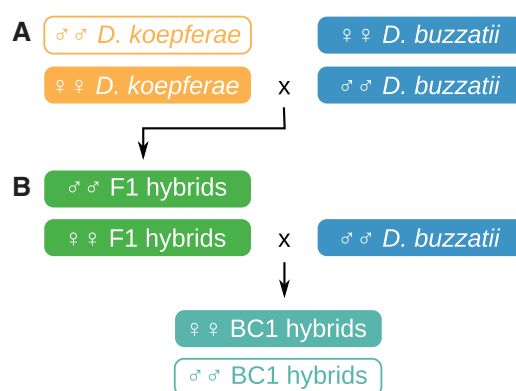 A ♂♂ D. koepferae ♀♀ D. buzzatii
♀♀ D. koepferae x ♂♂ D. buzzatii
B ♂♂ F1 hybrids
♀♀ F1 hybrids x ♂♂ D. buzzatii
♀♀ BC1 hybrids
♂♂ BC1 hybrids